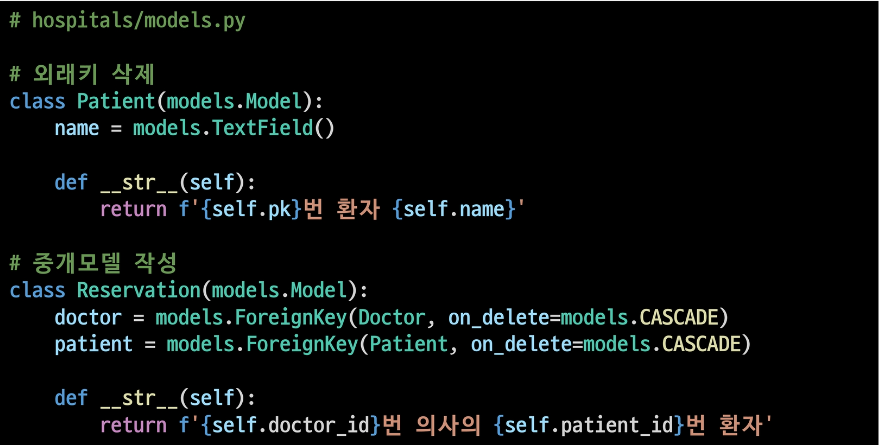 # hospitals/models.py
# 외래키 삭제
class Patient(models.Model):
    name = models.TextField()
    def __str__(self):
        return f'{self.pk}번 환자 {self.name}'
# 중개모델 작성
class Reservation(models.Model):
    doctor = models.ForeignKey(Doctor, on_delete=models.CASCADE)
    patient = models.ForeignKey(Patient, on_delete=models.CASCADE)
    def __str__(self):
        return f'{self.doctor_id}번 의사의 {self.patient_id}번 환자'